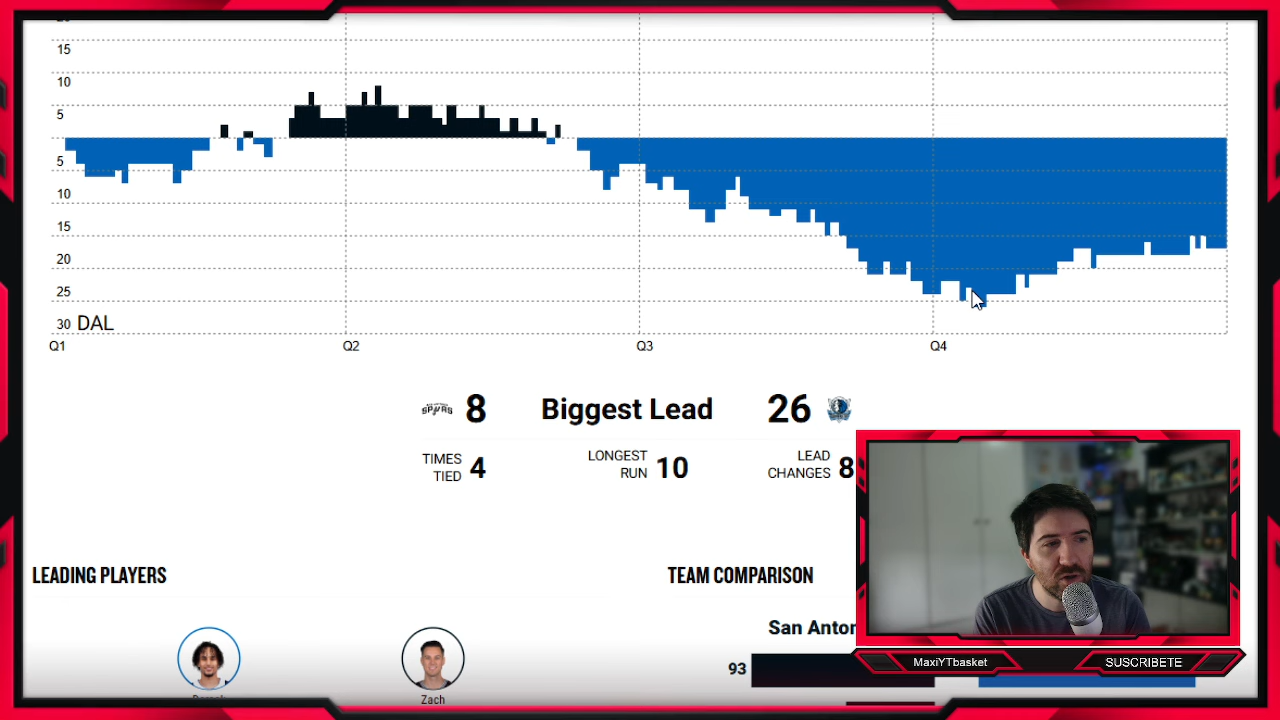 15
10
5
5
10
15
20
25
30 DAL
Q1 Q2 Q3 Q4
SPURS 8 Biggest Lead 26
TIMES TIED 4 LONGEST RUN 10 LEAD CHANGES 8
LEADING PLAYERS
TEAM COMPARISON
San Anton
93
Zach
MaxiYTbasket
SUSCRIBETE